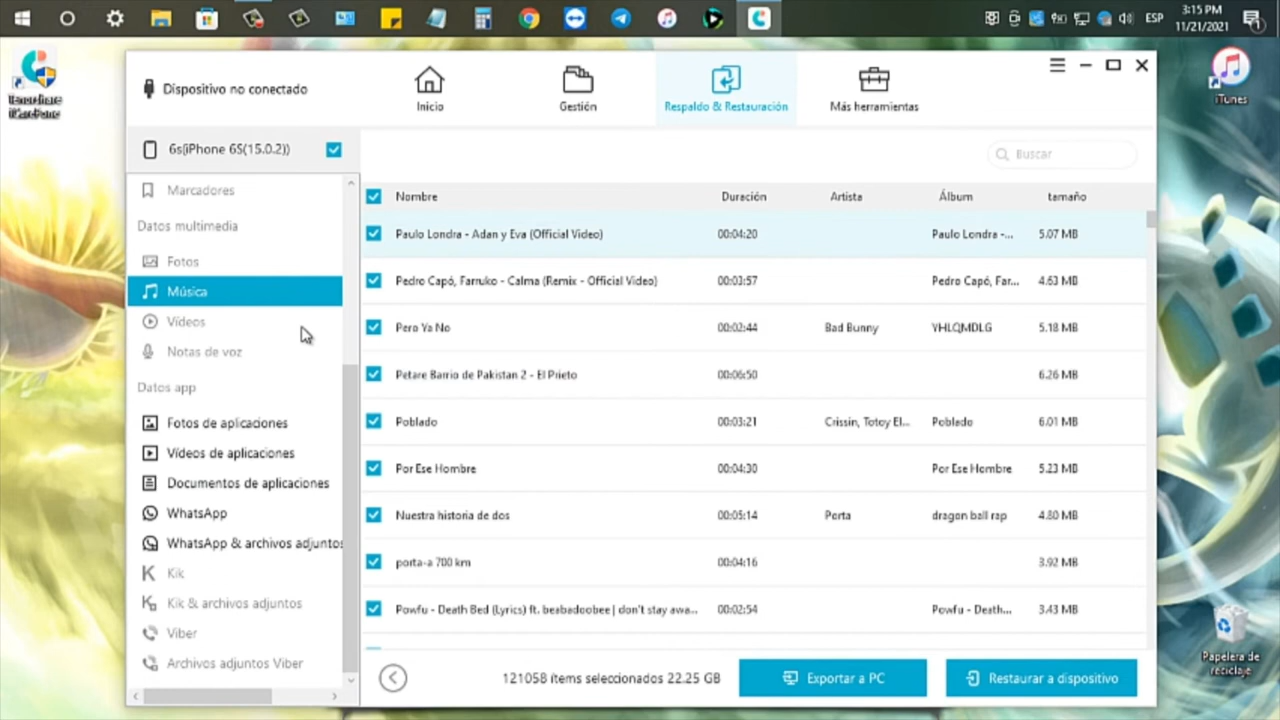 ESP
3:15 PM
11/21/2021
Tenorshare
iCareFone
iTunes
Papelera de
reciclaje
Dispositivo no conectado
Inicio
Gestión
Respaldo & Restauración
Más herramientas
6s(iPhone 6S(15.0.2))
Buscar
Marcadores
Datos multimedia
Fotos
Música
Vídeos
Notas de voz
Datos app
Fotos de aplicaciones
Vídeos de aplicaciones
Documentos de aplicaciones
WhatsApp
WhatsApp & archivos adjuntos
Kik
Kik & archivos adjuntos
Viber
Archivos adjuntos Viber
Nombre Duración Artista Álbum tamaño
Paulo Londra - Adan y Eva (Official Video) 00:04:20 Paulo Londra -... 5.07 MB
Pedro Capó, Farruko - Calma (Remix - Official Video) 00:03:57 Pedro Capó, Far... 4.63 MB
Pero Ya No 00:02:44 Bad Bunny YHLQMDLG 5.18 MB
Petare Barrio de Pakistan 2 - El Prieto 00:06:50 6.26 MB
Poblado 00:03:21 Crissin, Totoy El... Poblado 6.01 MB
Por Ese Hombre 00:04:30 Por Ese Hombre 5.23 MB
Nuestra historia de dos 00:05:14 Porta dragon ball rap 4.80 MB
porta-a 700 km 00:04:16 3.92 MB
Powfu - Death Bed (Lyrics) ft. beabadoobee | don't stay awa... 00:02:54 Powfu - Death... 3.43 MB
121058 ítems seleccionados 22.25 GB
Exportar a PC
Restaurar a dispositivo